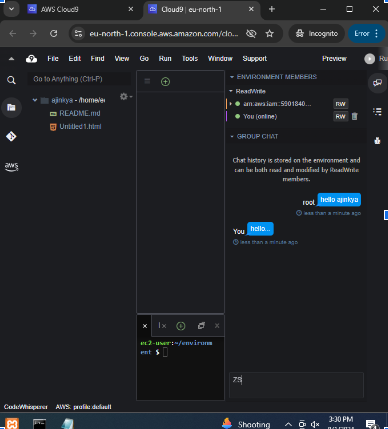 AWS Cloud9
Cloud9 | eu-north-1
eu-north-1.console.aws.amazon.com/clo...
Incognito
Error
File Edit Find View Go Run Tools Window Support Preview Ru
Go to Anything (Ctrl-P)
ajinkya - /home/ec
README.md
Untitled1.html
aws
ENVIRONMENT MEMBERS
ReadWrite
arn:aws:iam::5901840...
RW
You (online)
RW
GROUP CHAT
Chat history is stored on the environment and
can be both read and modified by ReadWrite
members.
root
hello ajinkya
less than a minute ago
You
hello...
less than a minute ago
ec2-user:~/environm
ent $
CodeWhisperer AWS: profile:default
Shooting
3:30 PM